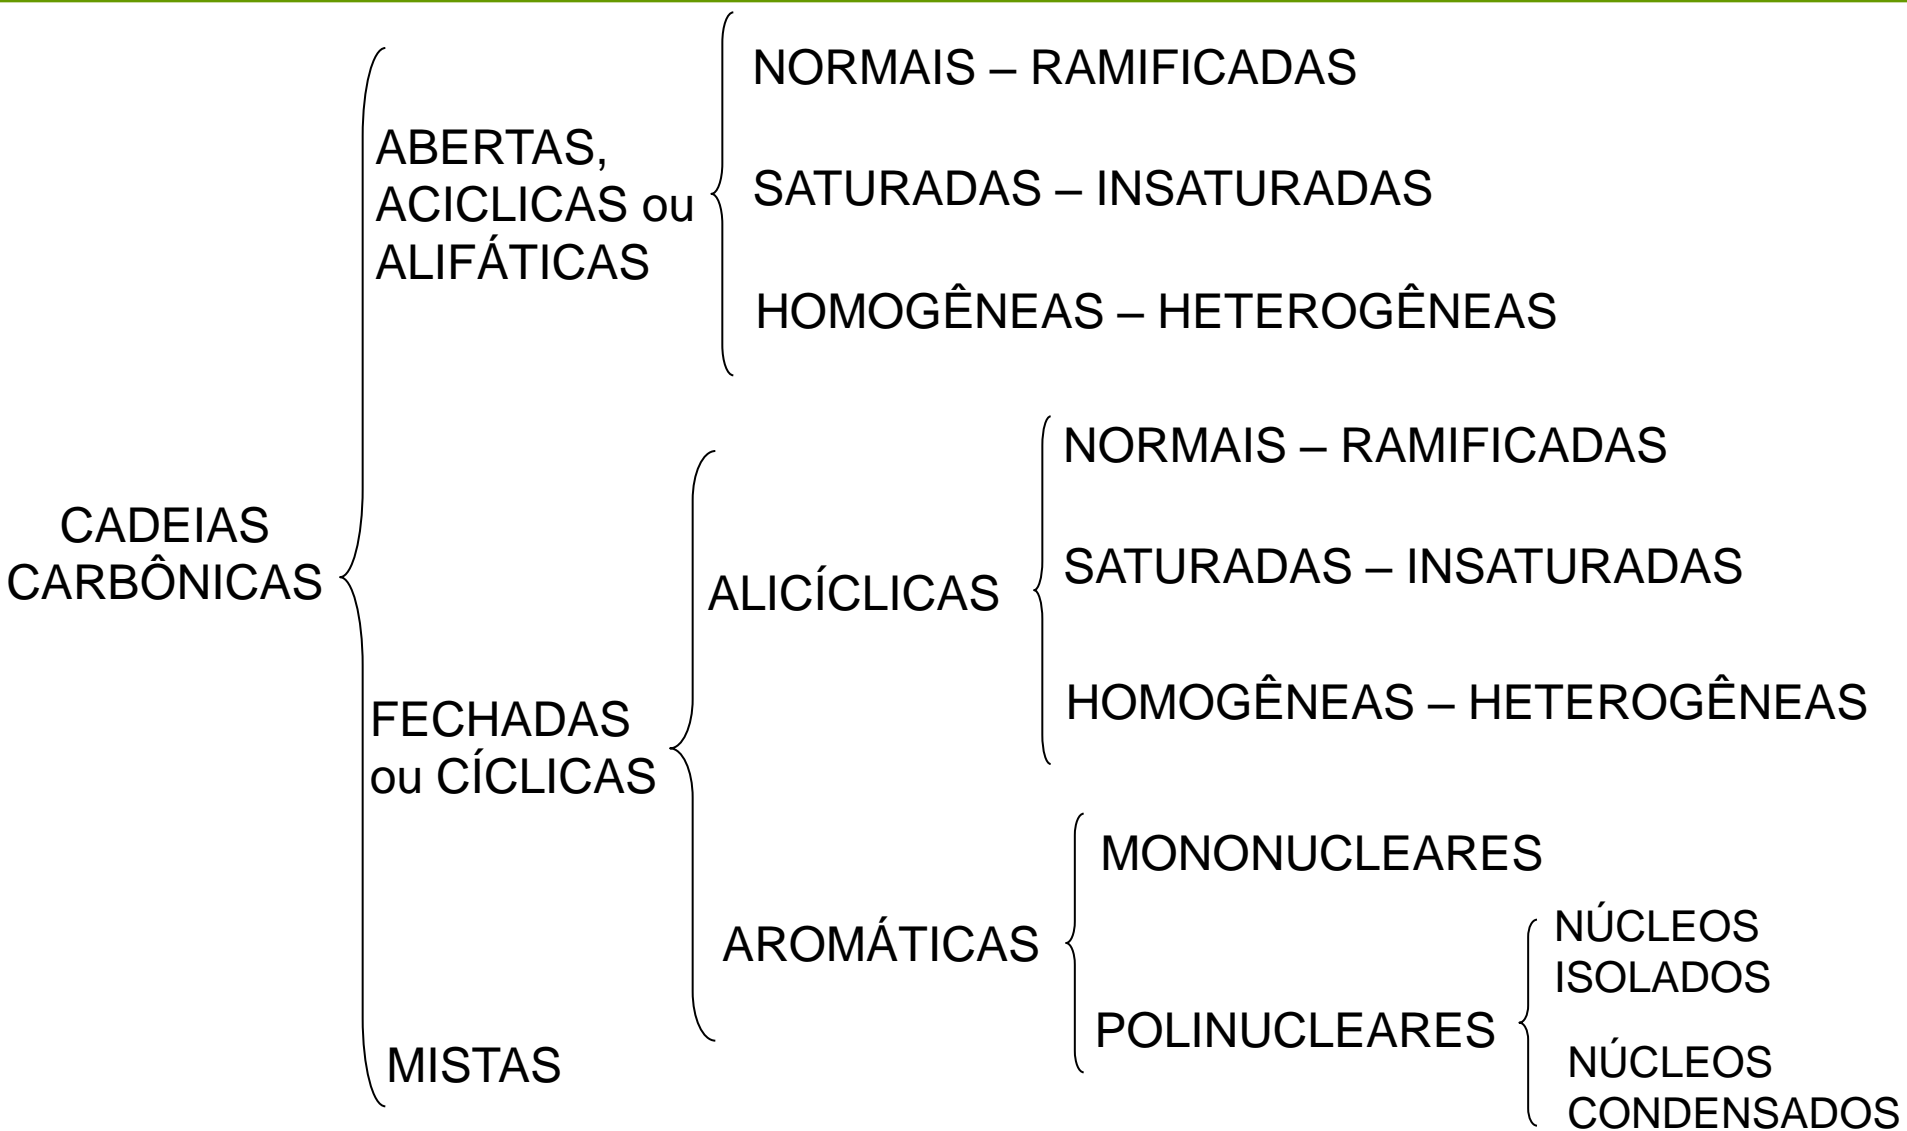 CADEIAS
CARBÔNICAS
ABERTAS,
ACICLICAS ou
ALIFÁTICAS
NORMAIS – RAMIFICADAS
SATURADAS – INSATURADAS
HOMOGÊNEAS – HETEROGÊNEAS
FECHADAS
ou CÍCLICAS
ALICÍCLICAS
NORMAIS – RAMIFICADAS
SATURADAS – INSATURADAS
HOMOGÊNEAS – HETEROGÊNEAS
AROMÁTICAS
MONONUCLEARES
POLINUCLEARES
NÚCLEOS
ISOLADOS
NÚCLEOS
CONDENSADOS
MISTAS